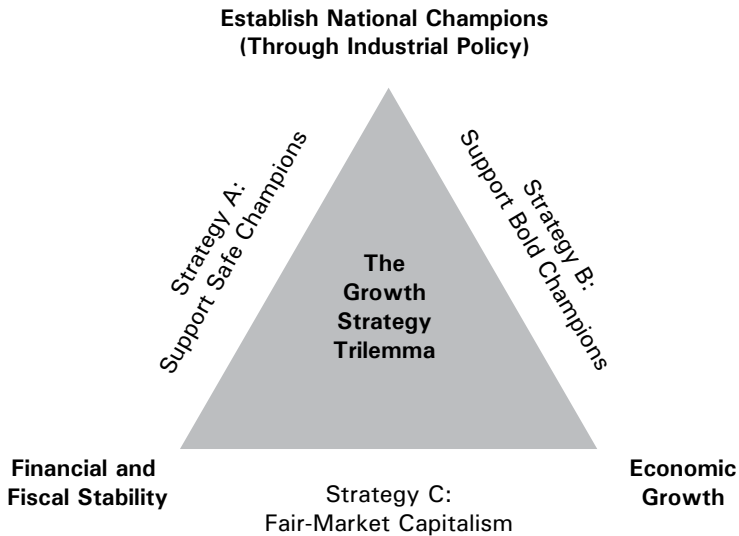 Establish National Champions
(Through Industrial Policy)
Strategy A:
Support Safe Champions
Strategy B:
Support Bold Champions
The
Growth
Strategy
Trilemma
Financial and
Fiscal Stability
Economic
Growth
Strategy C:
Fair-Market Capitalism